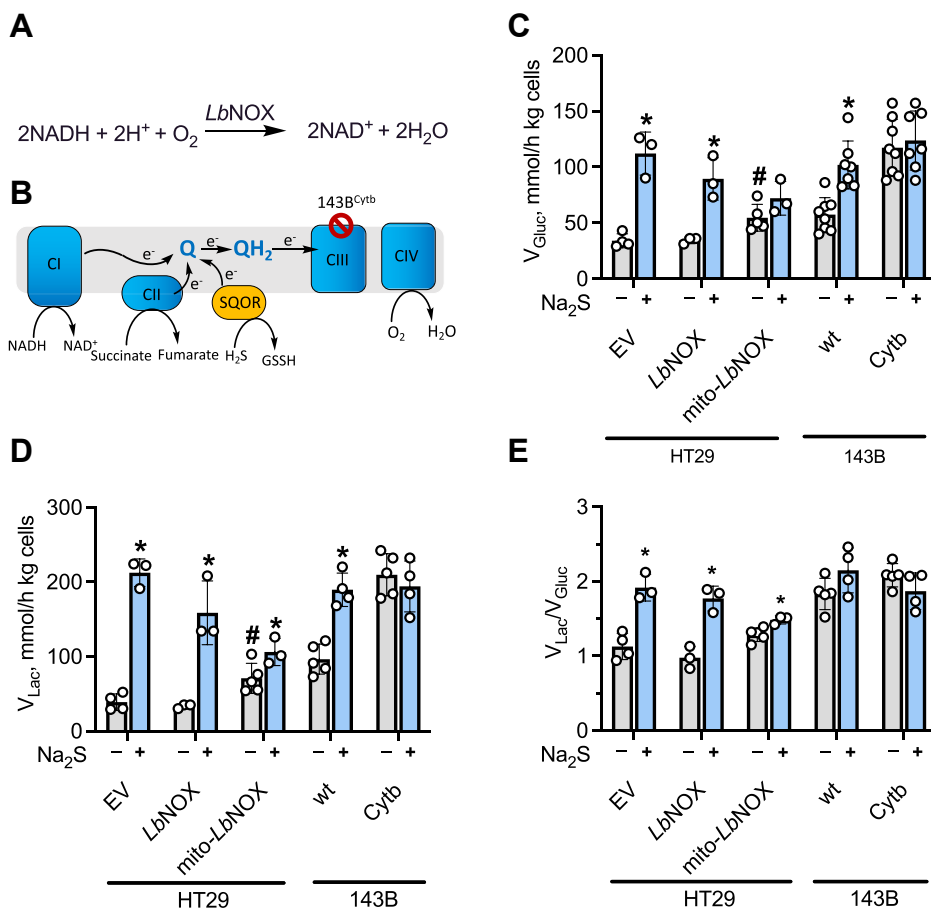 A
LbNOX
2NADH + 2H⁺ + O₂ 2NAD⁺ + 2H₂O
B
143B^Cytb
CI
e⁻
Q
e⁻
QH₂
e⁻
CIII
CIV
CII
e⁻
e⁻
SQOR
NADH
NAD⁺
Succinate
Fumarate
H₂S
GSSH
O₂
H₂O
C
V_Gluc, mmol/h kg cells
200
150
100
50
0
* * # *
Na₂S − + − + − + − + − +
EV
LbNOX
mito-LbNOX
wt
Cytb
HT29
143B
D
V_Lac, mmol/h kg cells
300
200
100
0
* * # * *
Na₂S − + − + − + − + − +
EV
LbNOX
mito-LbNOX
wt
Cytb
HT29
143B
E
V_Lac/V_Gluc
3
2
1
0
* * *
Na₂S − + − + − + − + − +
EV
LbNOX
mito-LbNOX
wt
Cytb
HT29
143B